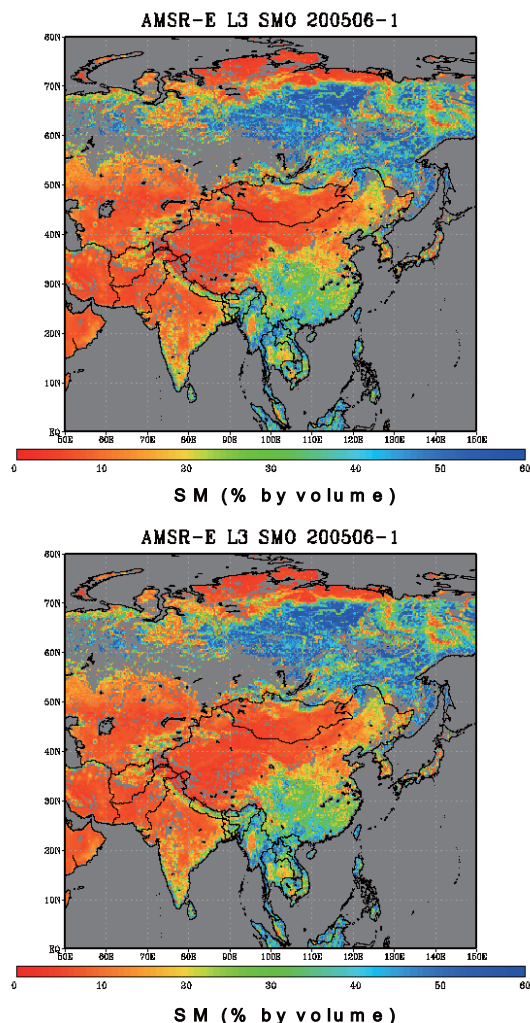 AMSR-E L3 SMO 200506-1
80N
70N
60N
50N
40N
30N
20N
10N
EQ
50E 60E 70E 80E 90E 100E 110E 120E 130E 140E 150E
0 10 20 30 40 50 60
SM (% by volume)
AMSR-E L3 SMO 200506-1
80N
70N
60N
50N
40N
30N
20N
10N
EQ
50E 60E 70E 80E 90E 100E 110E 120E 130E 140E 150E
0 10 20 30 40 50 60
SM (% by volume)